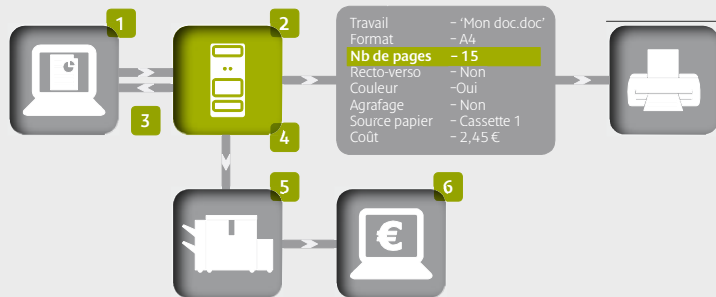 1
2
3
4
5
6
Travail – ‘Mon doc.doc’
Format – A4
Nb de pages – 15
Recto-verso – Non
Couleur –Oui
Agrafage – Non
Source papier – Cassette 1
Coût – 2,45 €
€